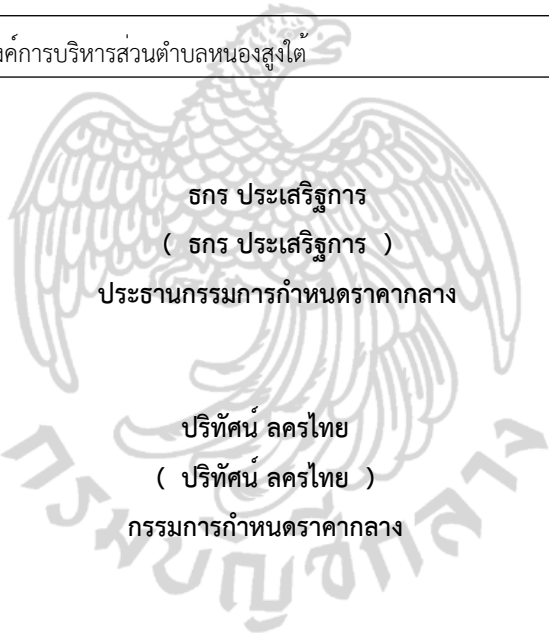 งค์การบริหารส่วนตำบลหนองสูงใต้
ธกร ประเสริฐการ
( ธกร ประเสริฐการ )
ประธานกรรมการกำหนดราคากลาง
ปริทัศน์ ลครไทย
( ปริทัศน์ ลครไทย )
กรรมการกำหนดราคากลาง
กรมบัญชีกลาง